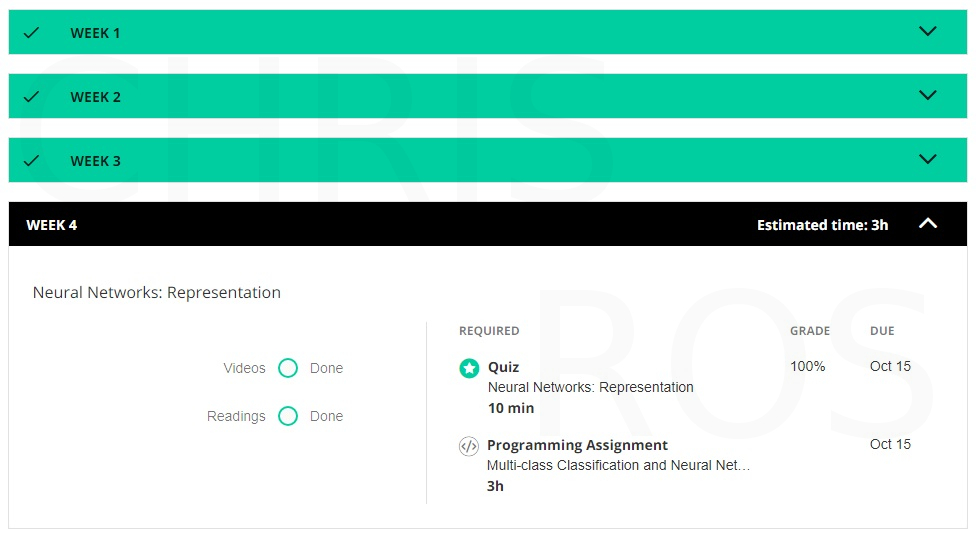 WEEK 1
WEEK 2
WEEK 3
WEEK 4 Estimated time: 3h
Neural Networks: Representation
REQUIRED GRADE DUE
Videos Done
Readings Done
Quiz 100% Oct 15
Neural Networks: Representation
10 min
Programming Assignment Oct 15
Multi-class Classification and Neural Net…
3h
CHRIS
ROS